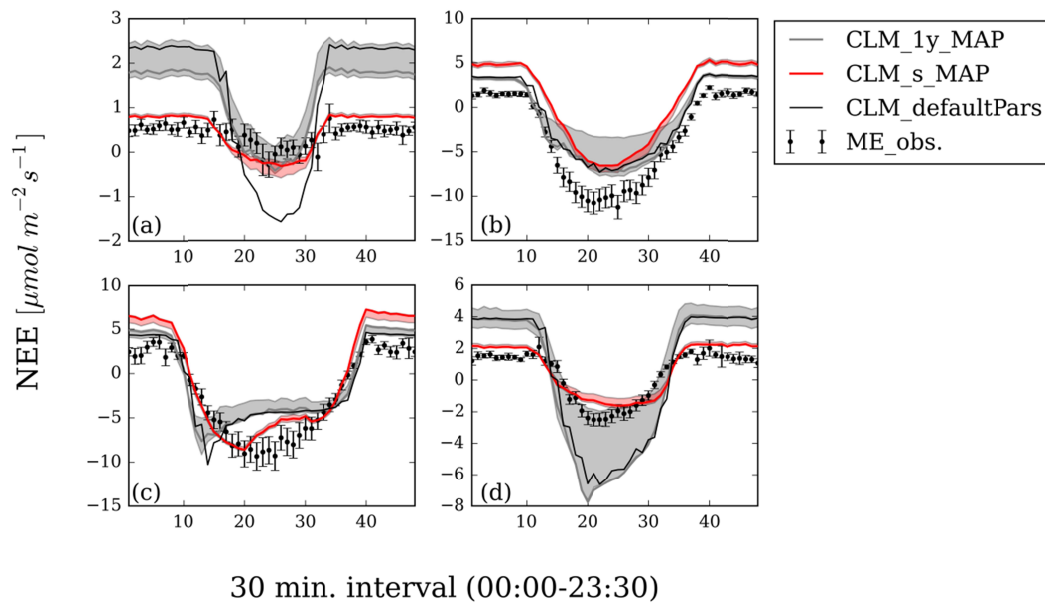 3
2
1
0
−1
−2
(a)
10 20 30 40
10
5
0
−5
−10
−15
(b)
10 20 30 40
CLM_1y_MAP
CLM_s_MAP
CLM_defaultPars
ME_obs.
10
5
0
−5
−10
−15
(c)
10 20 30 40
6
4
2
0
−2
−4
−6
−8
(d)
10 20 30 40
NEE [μmol m⁻² s⁻¹]
30 min. interval (00:00-23:30)